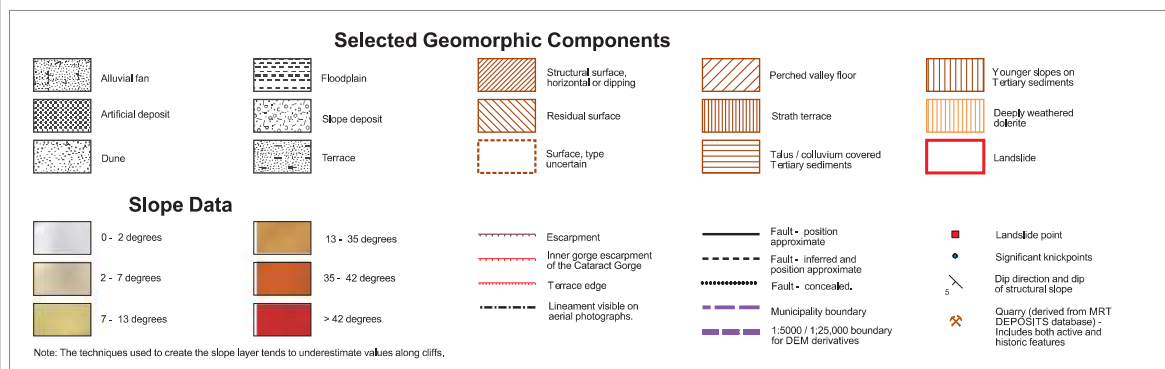 Selected Geomorphic Components
Alluvial fan
Artificial deposit
Dune
Floodplain
Slope deposit
Terrace
Structural surface,
horizontal or dipping
Residual surface
Surface, type
uncertain
Perched valley floor
Strath terrace
Talus / colluvium covered
Tertiary sediments
Younger slopes on
Tertiary sediments
Deeply weathered
dolerite
Landslide
Slope Data
0 - 2 degrees
2 - 7 degrees
7 - 13 degrees
13 - 35 degrees
35 - 42 degrees
> 42 degrees
Escarpment
Inner gorge escarpment
of the Cataract Gorge
Terrace edge
Lineament visible on
aerial photographs.
Fault - position
approximate
Fault - inferred and
position approximate
Fault - concealed.
Municipality boundary
1:5000 / 1;25,000 boundary
for DEM derivatives
Landslide point
Significant knickpoints
5
Dip direction and dip
of structural slope
Quarry (derived from MRT
DEPOSITS database) -
Includes both active and
historic features
Note: The techniques used to create the slope layer tends to underestimate values along cliffs.